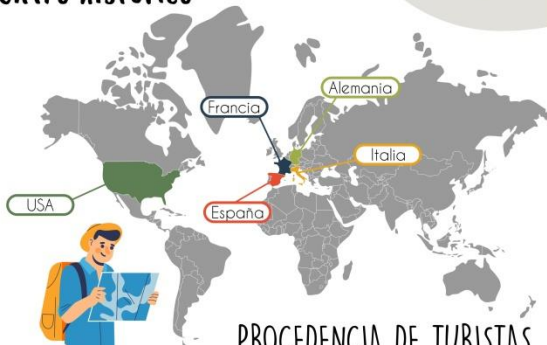 Alemania
Francia
Italia
USA
España
PROCEDENCIA DE TURISTAS